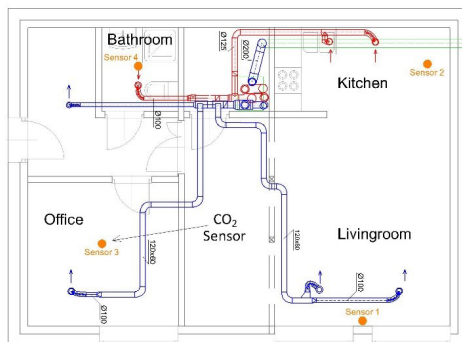 Bathroom
Sensor 4
Ø125
Ø200
Kitchen
Sensor 2
Ø100
Office
CO₂
Sensor
Sensor 3
120x60
Ø100
Livingroom
120x60
Ø100
Sensor 1